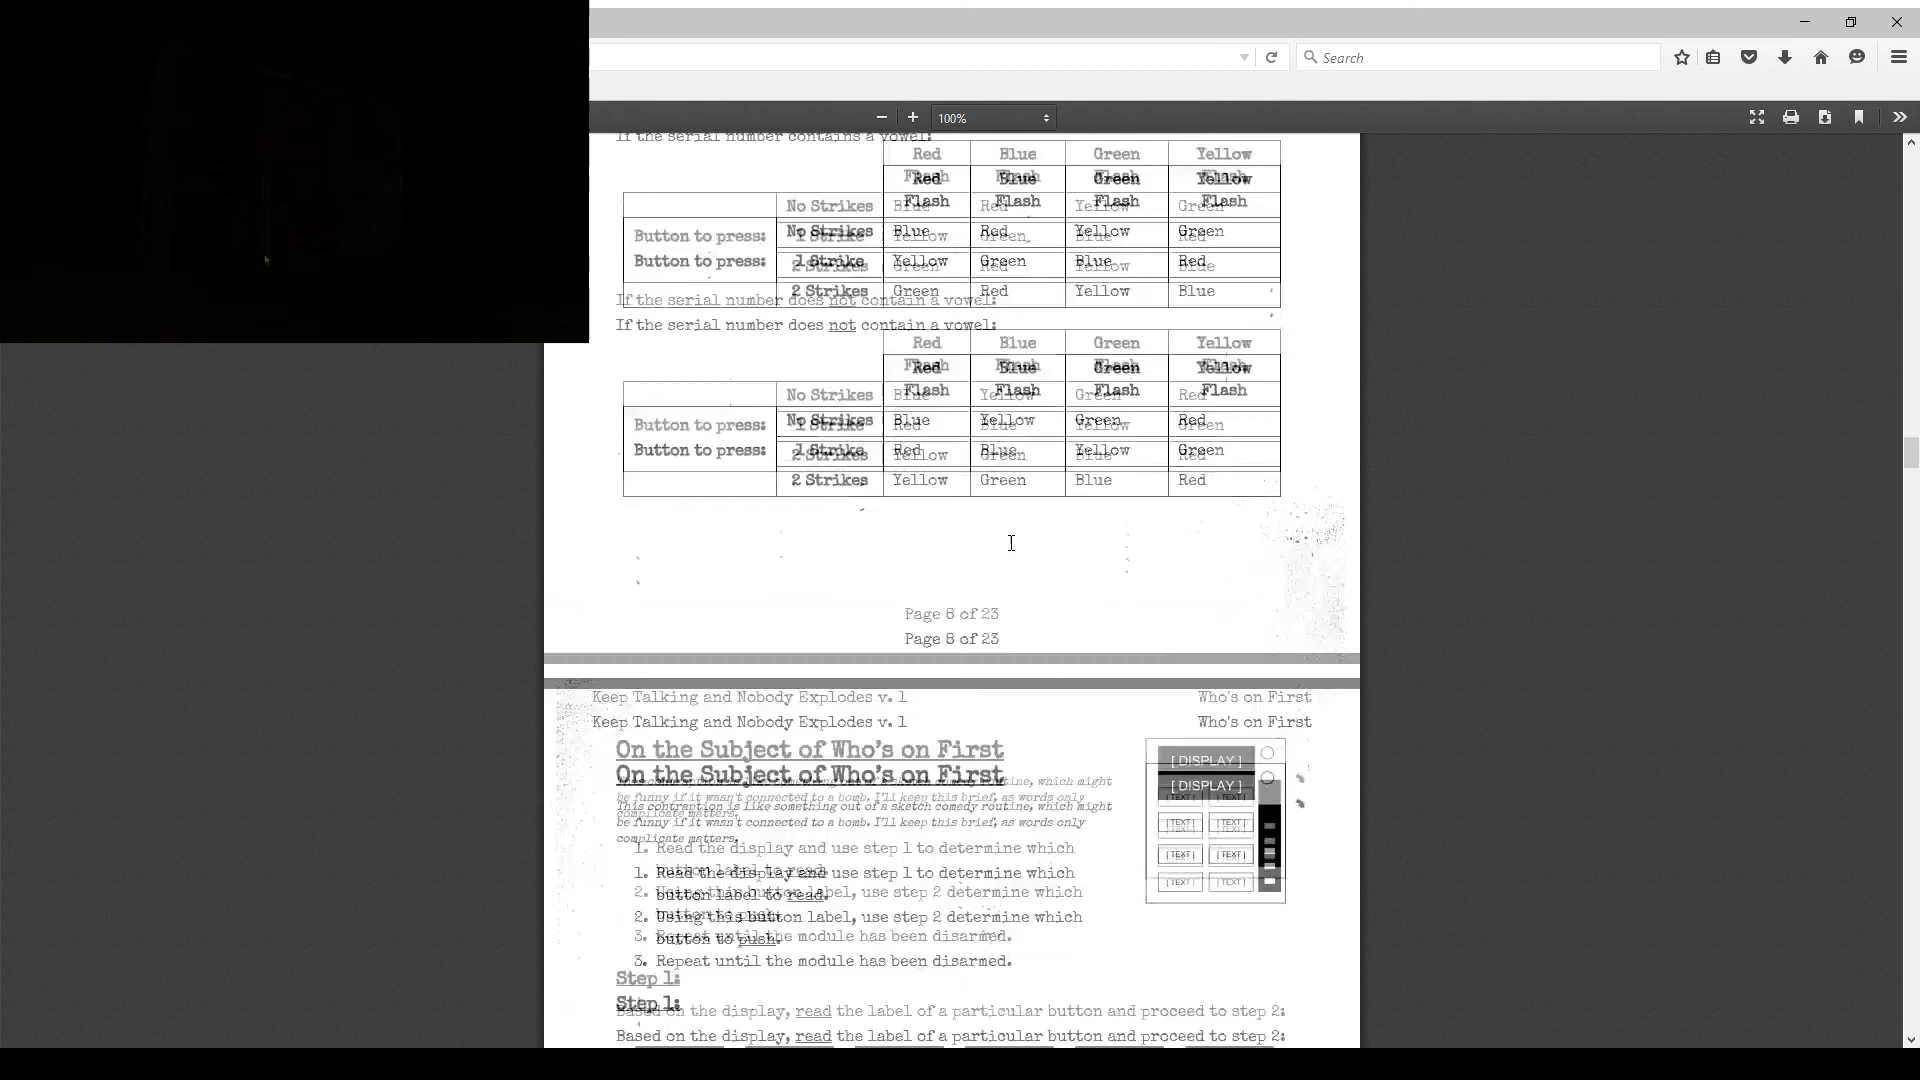 Search
100%
If the serial number contains a vowel:
Red Flash Blue Flash Green Flash Yellow Flash
No Strikes Blue Red Yellow Green
Button to press: 1 Strike Yellow Green Blue Red
2 Strikes Green Red Yellow Blue
If the serial number does not contain a vowel:
Red Flash Blue Flash Green Flash Yellow Flash
No Strikes Blue Yellow Green Red
Button to press: 1 Strike Red Blue Yellow Green
2 Strikes Yellow Green Blue Red
Page 8 of 23
Keep Talking and Nobody Explodes v. 1 Who's on First
On the Subject of Who's on First
This contraption is like something out of a sketch comedy routine, which might
be funny if it wasn't connected to a bomb. I'll keep this brief, as words only
complicate matters.
[DISPLAY]
[TEXT] [TEXT]
[TEXT] [TEXT]
[TEXT] [TEXT]
1. Read the display and use step 1 to determine which
button label to read.
2. Using this button label, use step 2 determine which
button to push.
3. Repeat until the module has been disarmed.
Step 1:
Based on the display, read the label of a particular button and proceed to step 2: